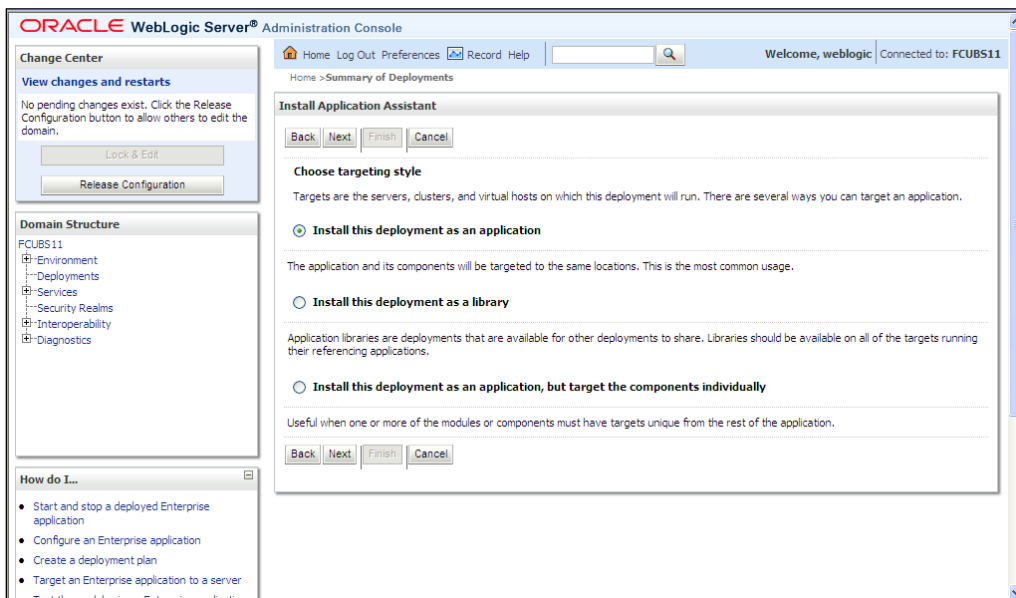 ORACLE WebLogic Server® Administration Console
Change Center
View changes and restarts
No pending changes exist. Click the Release
Configuration button to allow others to edit the
domain.
Lock & Edit
Release Configuration
Domain Structure
FCUBS11
Environment
Deployments
Services
Security Realms
Interoperability
Diagnostics
How do I...
Start and stop a deployed Enterprise
application
Configure an Enterprise application
Create a deployment plan
Target an Enterprise application to a server
Home Log Out Preferences Record Help
Welcome, weblogic Connected to: FCUBS11
Home >Summary of Deployments
Install Application Assistant
Back Next Finish Cancel
Choose targeting style
Targets are the servers, clusters, and virtual hosts on which this deployment will run. There are several ways you can target an application.
Install this deployment as an application
The application and its components will be targeted to the same locations. This is the most common usage.
Install this deployment as a library
Application libraries are deployments that are available for other deployments to share. Libraries should be available on all of the targets running
their referencing applications.
Install this deployment as an application, but target the components individually
Useful when one or more of the modules or components must have targets unique from the rest of the application.
Back Next Finish Cancel